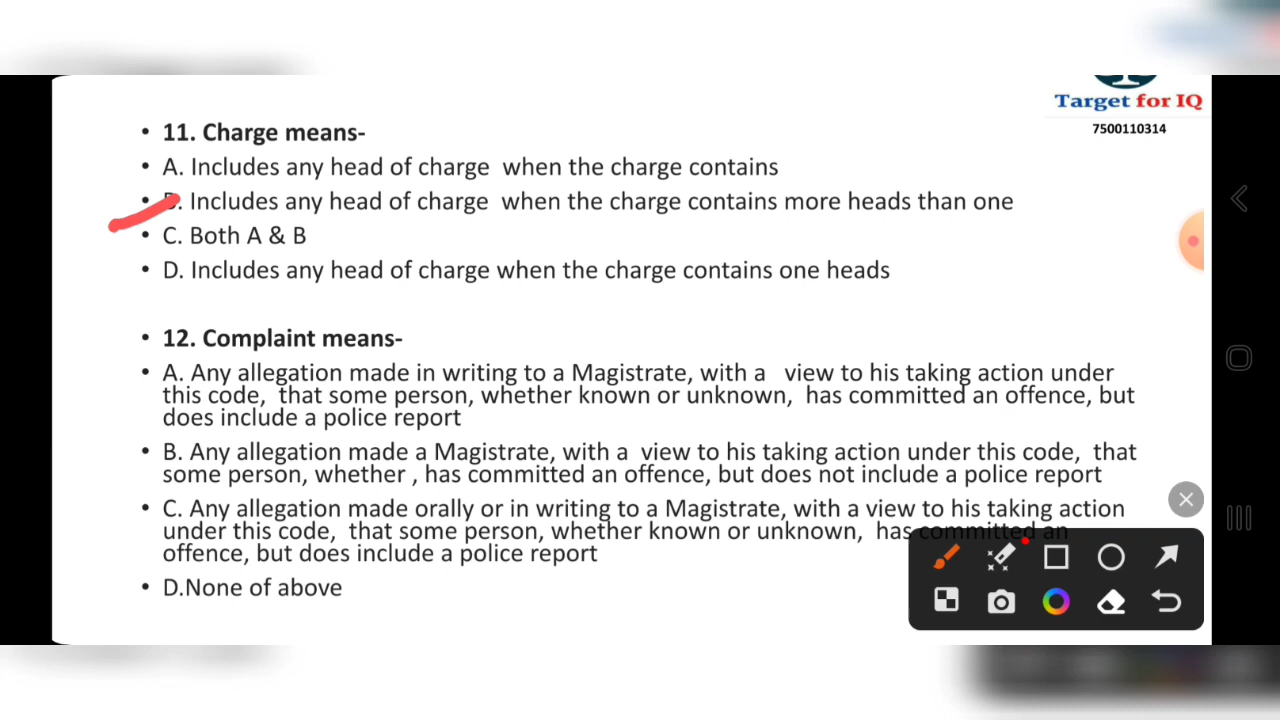 Target for IQ
7500110314
• 11. Charge means-
• A. Includes any head of charge when the charge contains
• B. Includes any head of charge when the charge contains more heads than one
• C. Both A & B
• D. Includes any head of charge when the charge contains one heads
• 12. Complaint means-
• A. Any allegation made in writing to a Magistrate, with a view to his taking action under
this code, that some person, whether known or unknown, has committed an offence, but
does include a police report
• B. Any allegation made a Magistrate, with a view to his taking action under this code, that
some person, whether , has committed an offence, but does not include a police report
• C. Any allegation made orally or in writing to a Magistrate, with a view to his taking action
under this code, that some person, whether known or unknown, has committed an
offence, but does include a police report
• D.None of above